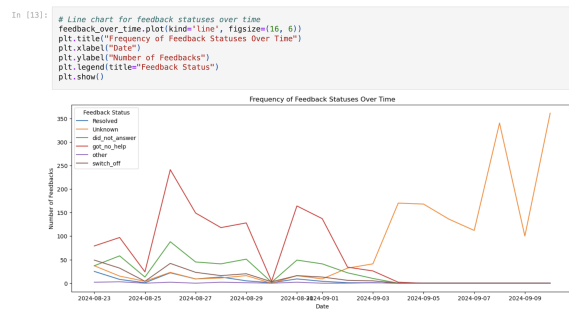 In [13]:
# Line chart for feedback statuses over time
feedback_over_time.plot(kind='line', figsize=(16, 6))
plt.title("Frequency of Feedback Statuses Over Time")
plt.xlabel("Date")
plt.ylabel("Number of Feedbacks")
plt.legend(title="Feedback Status")
plt.show()
Frequency of Feedback Statuses Over Time
Feedback Status
Resolved
Unknown
did_not_answer
got_no_help
other
switch_off
Number of Feedbacks
350
300
250
200
150
100
50
0
2024-08-23 2024-08-25 2024-08-27 2024-08-29 2024-08-31 2024-09-01 2024-09-03 2024-09-05 2024-09-07 2024-09-09
Date